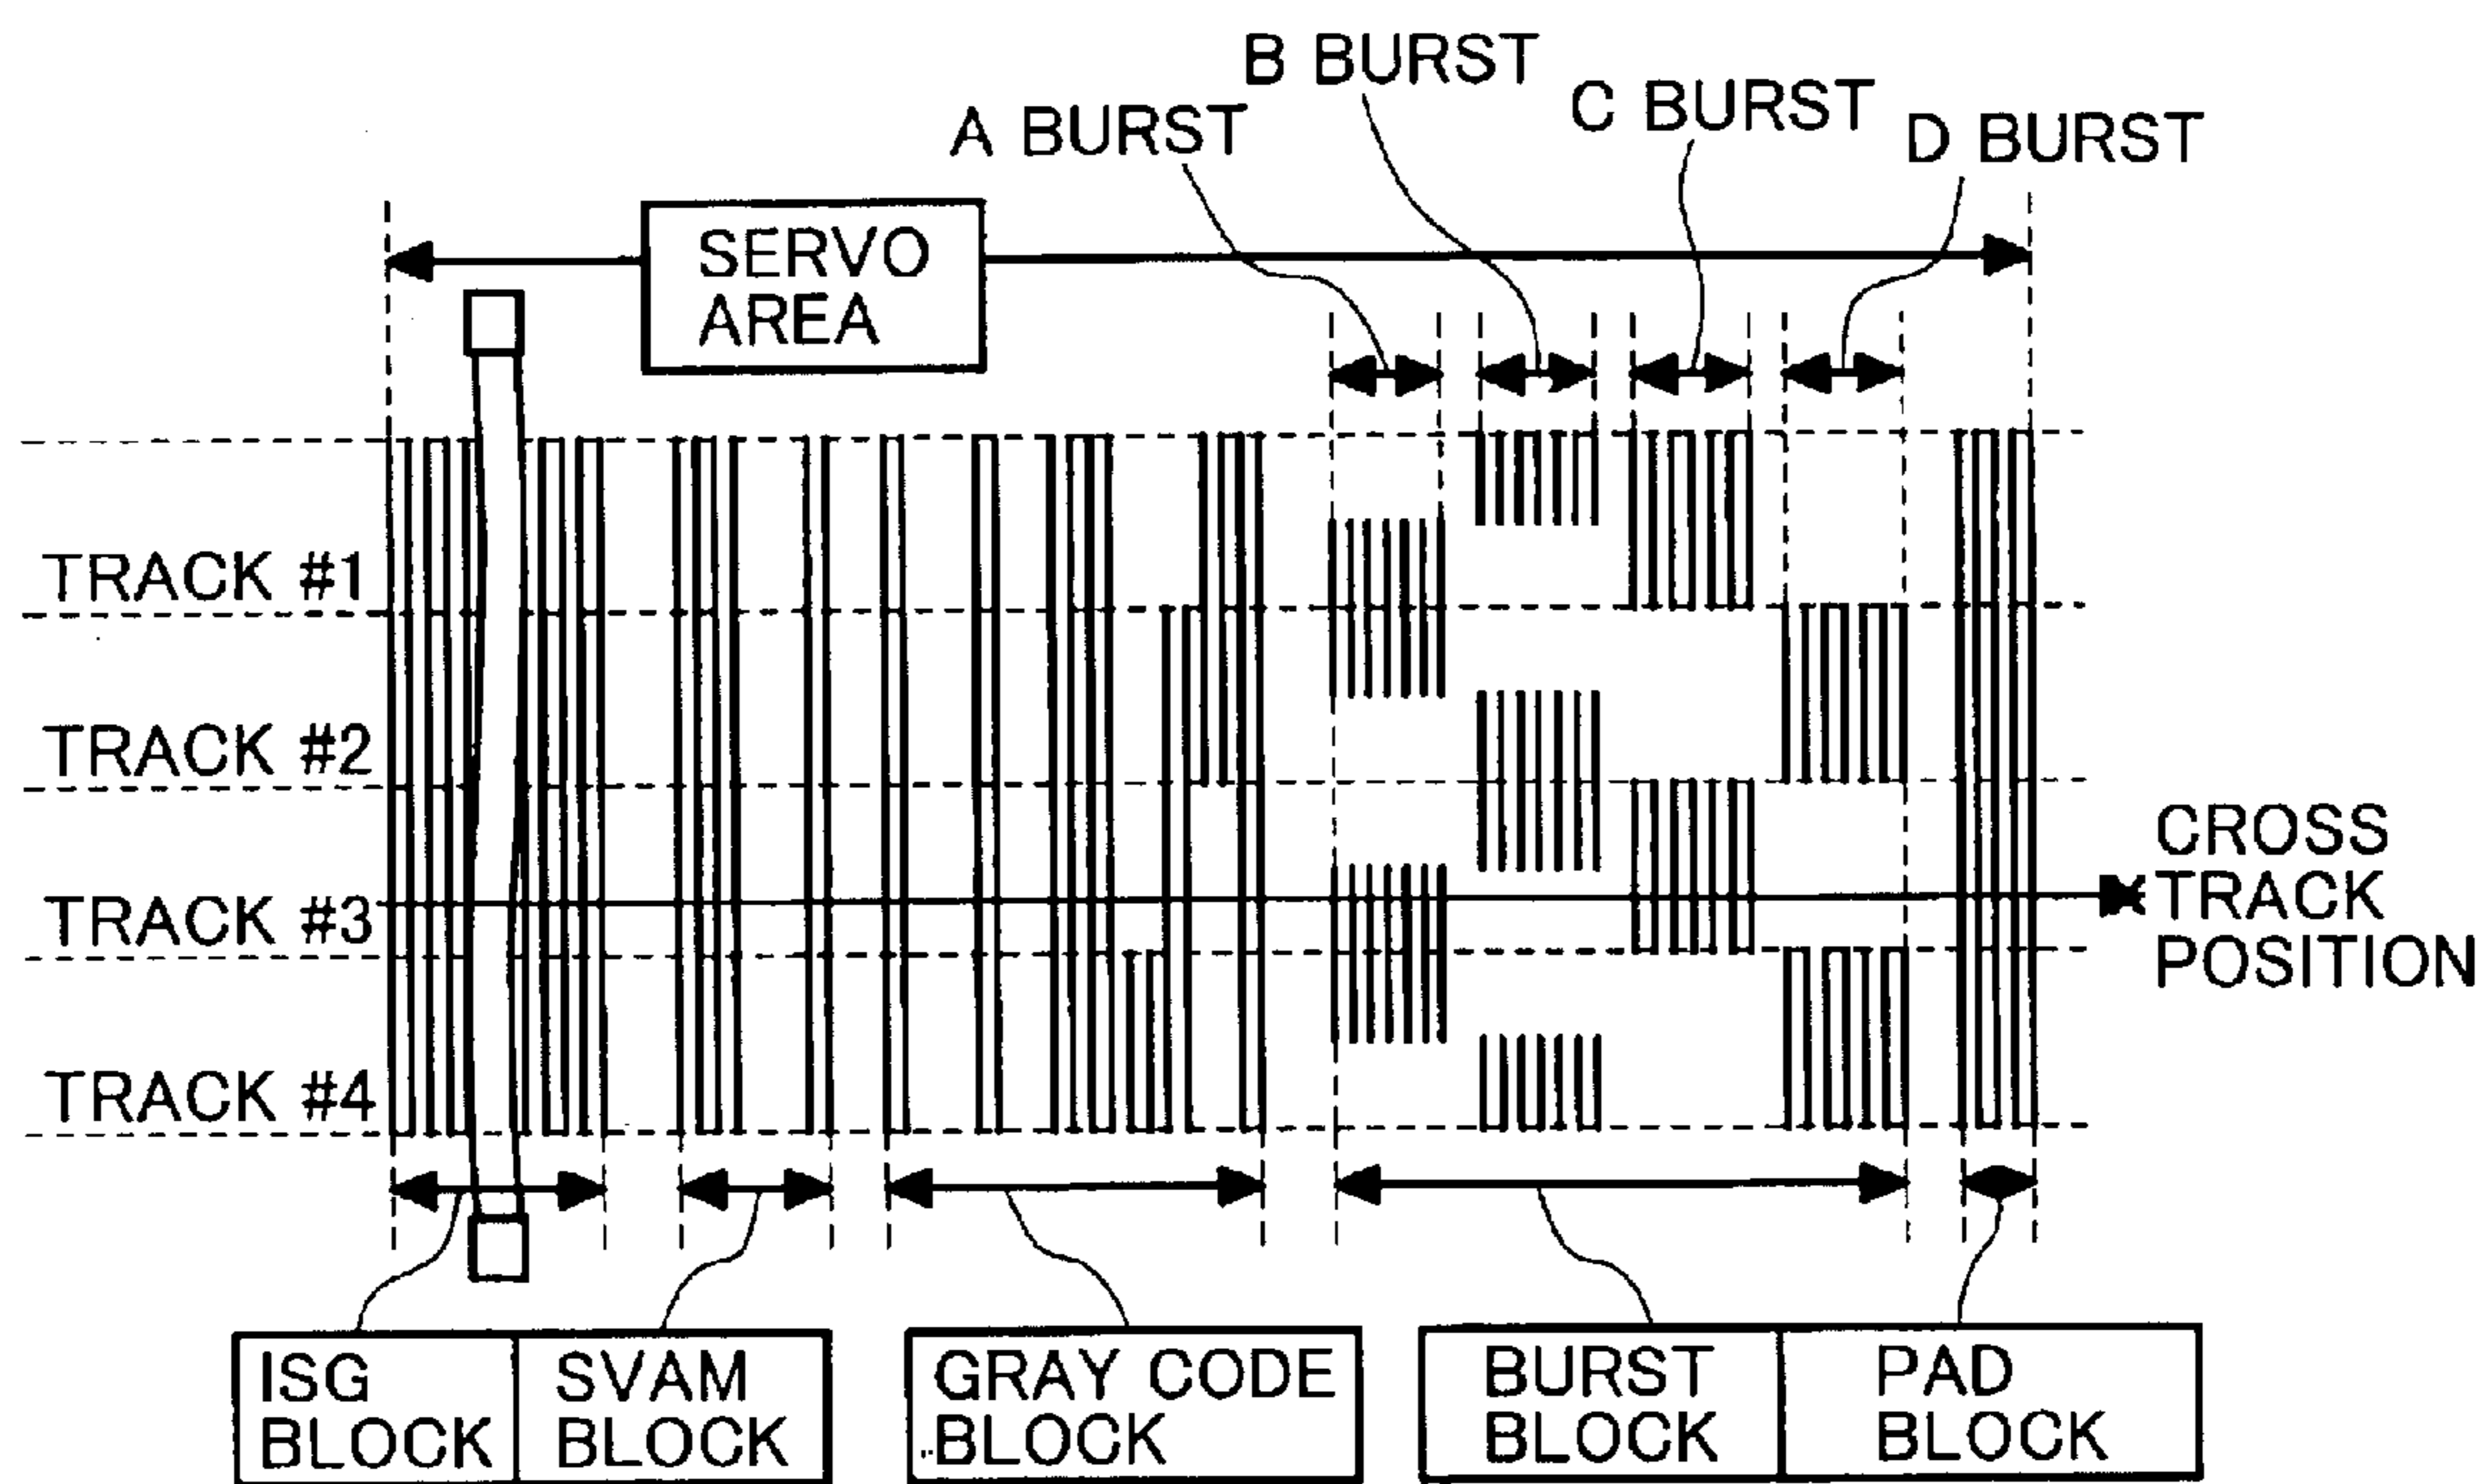 B BURST
C BURST
A BURST
D BURST
SERVO
AREA
TRACK #1
TRACK #2
TRACK #3
TRACK #4
CROSS
TRACK
POSITION
ISG
BLOCK
SVAM
BLOCK
GRAY CODE
BLOCK
BURST
BLOCK
PAD
BLOCK